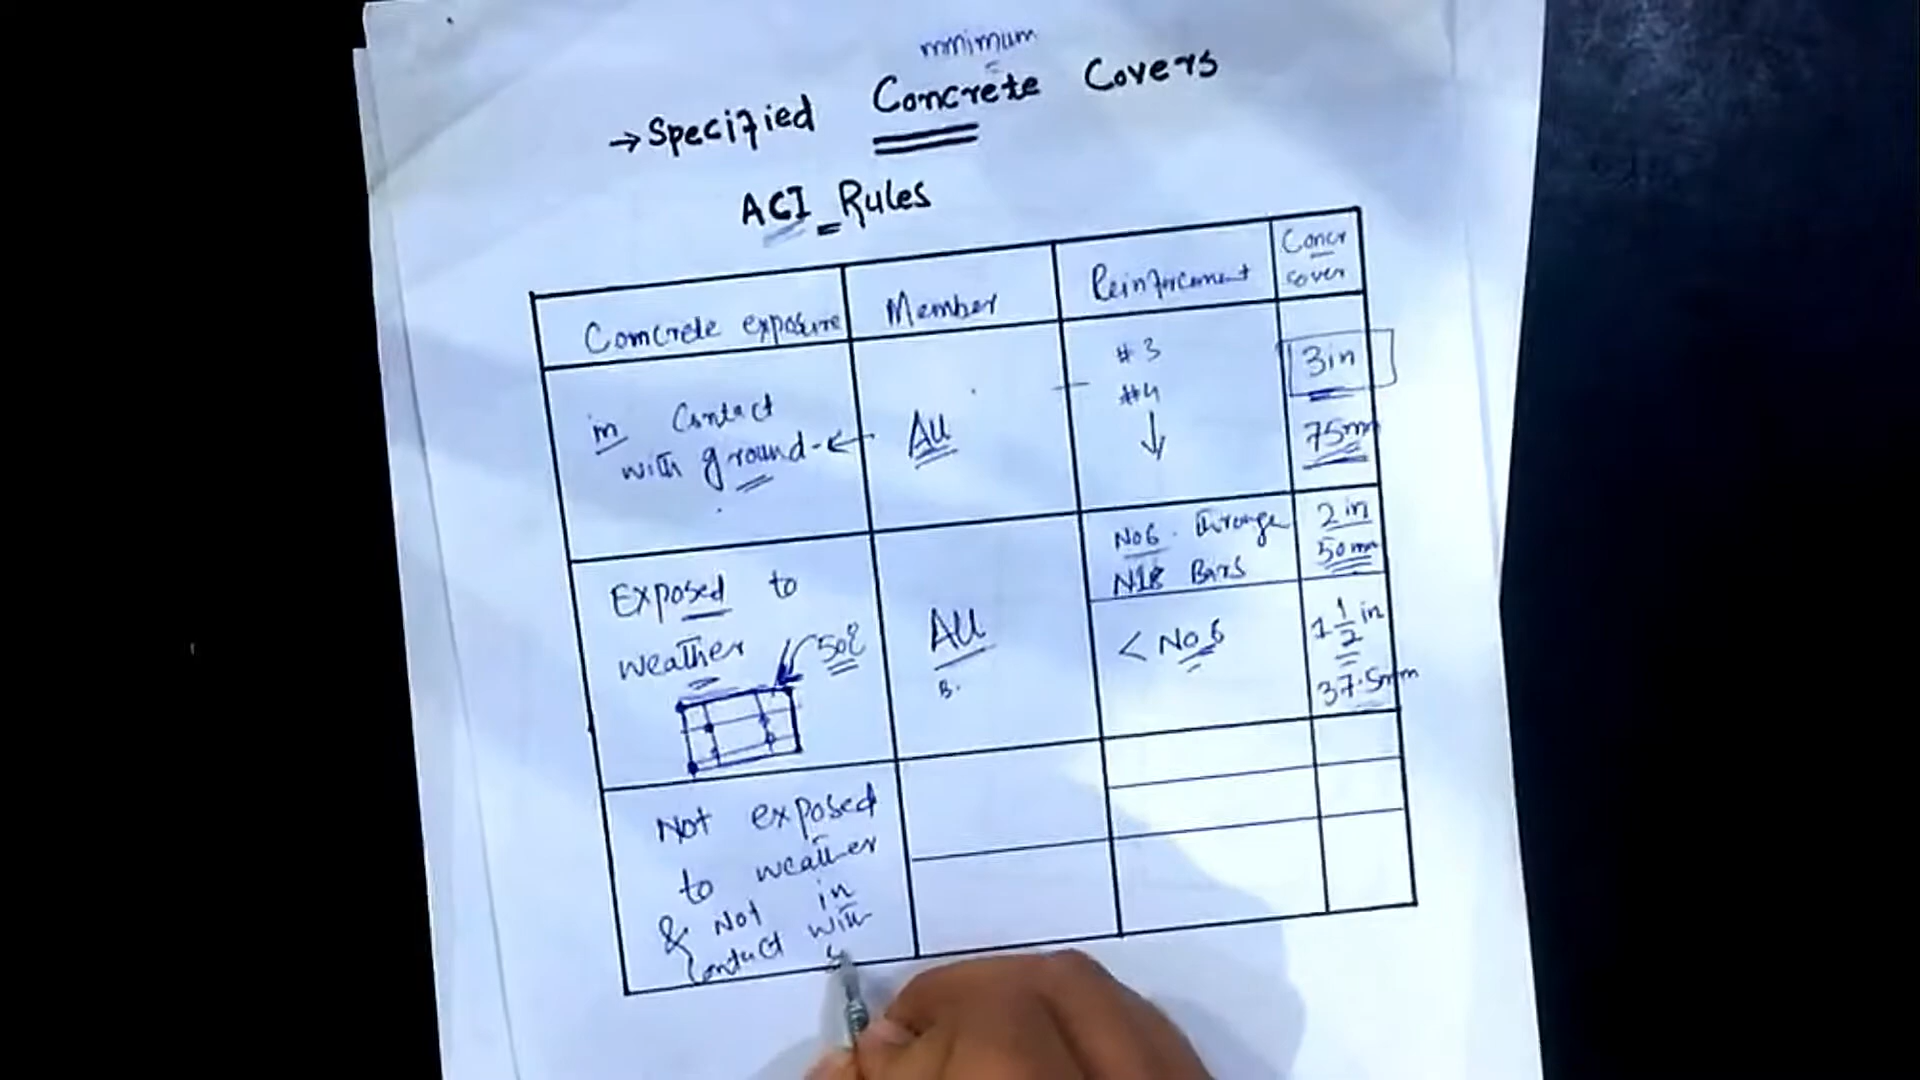 minimum
→ Specified Concrete Covers
ACI - Rules
Concrete exposure
Member
Reinforcement
Concr
cover
in Contact
with ground
All
#3
#4
3in
75mm
Exposed to
weather
All
B.
No6
N18 Bars
2 in
50mm
< No.6
1 1/2 in
37.5mm
Not exposed
to weather
& Not in
Contact with